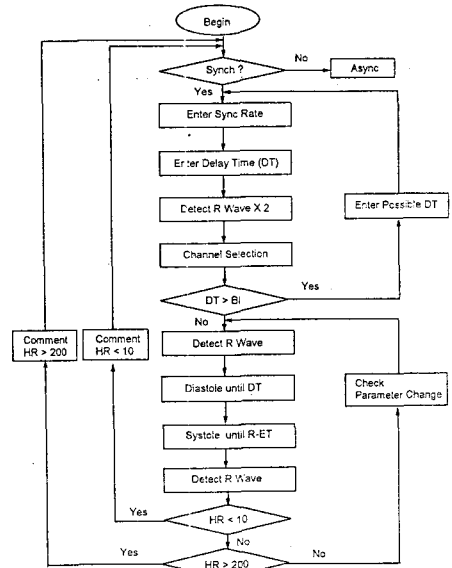 Begin
Synch ?
No
Async
Yes
Enter Sync Rate
Enter Delay Time (DT)
Detect R Wave X 2
Enter Possible DT
Channel Selection
DT > BI
Yes
No
Comment
HR > 200
Comment
HR < 10
Detect R Wave
Diastole until DT
Check
Parameter Change
Systole until R-ET
Detect R Wave
Yes
HR < 10
No
Yes
HR > 200
No